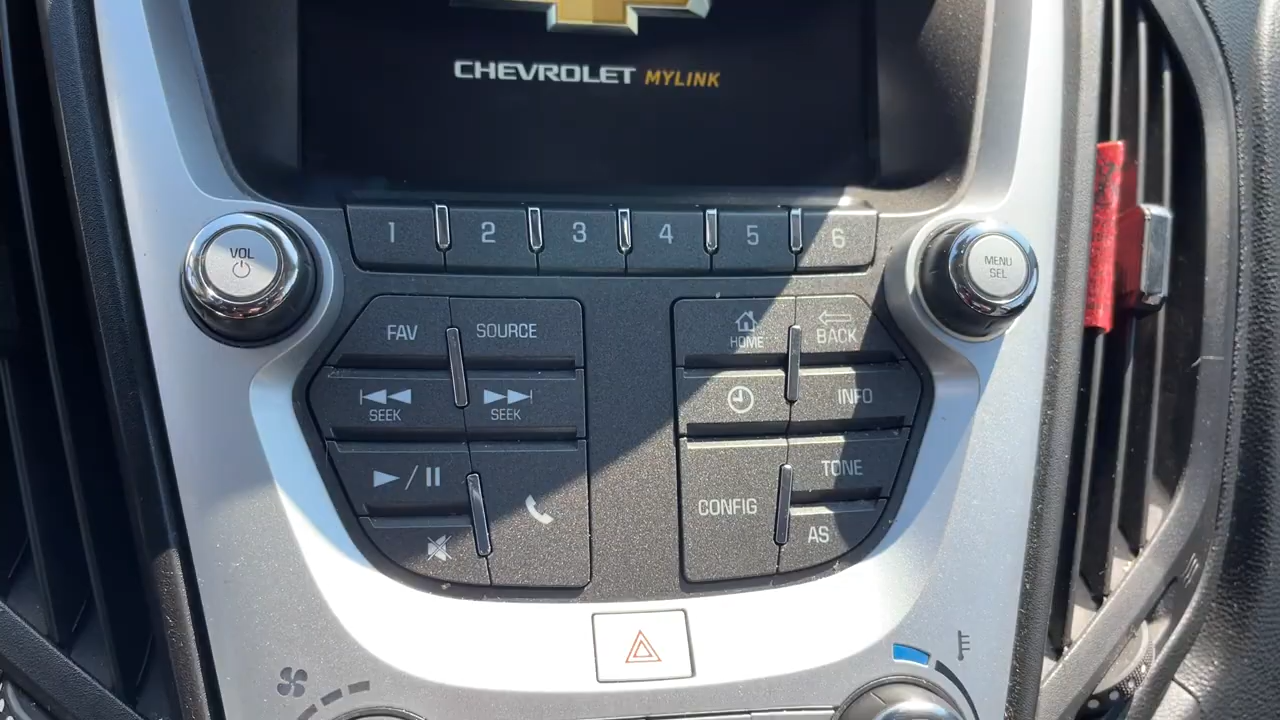 CHEVROLET MYLINK
1 2 3 4 5 6
VOL
MENU
SEL
FAV SOURCE
HOME
BACK
SEEK SEEK
INFO
TONE
CONFIG
AS